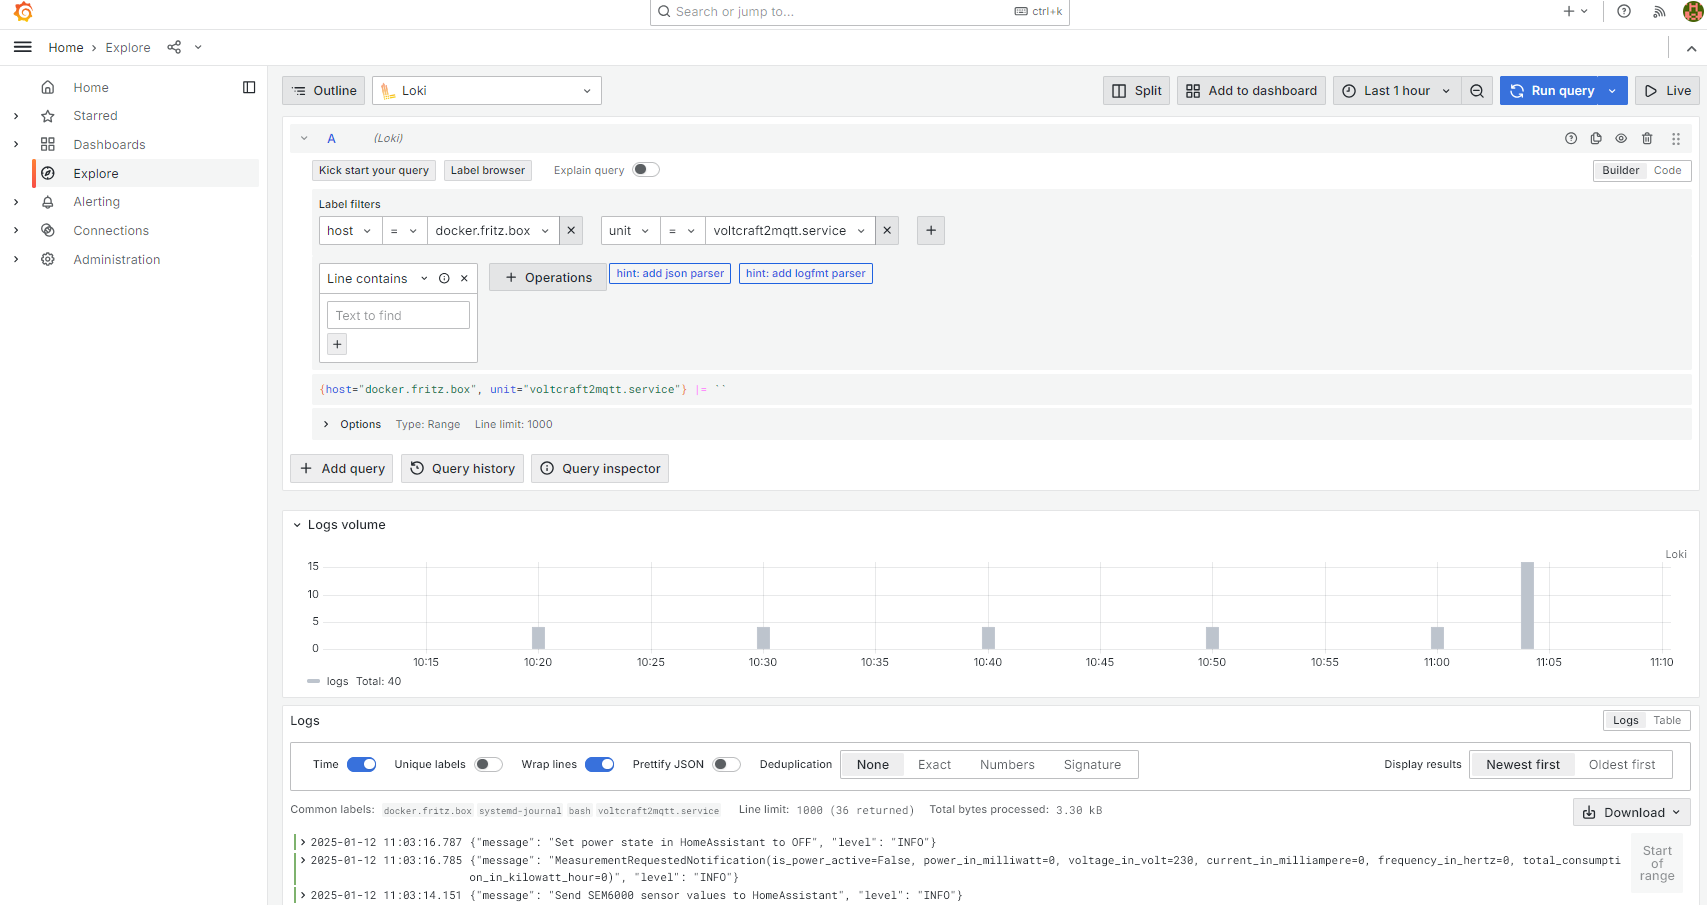 Search or jump to...
ctrl+k
Home › Explore
Home
Starred
Dashboards
Explore
Alerting
Connections
Administration
Outline
Loki
Split
Add to dashboard
Last 1 hour
Run query
Live
A (Loki)
Kick start your query
Label browser
Explain query
Builder
Code
Label filters
host = docker.fritz.box
unit = voltcraft2mqtt.service
Line contains
Operations
hint: add json parser
hint: add logfmt parser
Text to find
{host="docker.fritz.box", unit="voltcraft2mqtt.service"} |= ``
Options Type: Range Line limit: 1000
Add query
Query history
Query inspector
Logs volume
Loki
15
10
5
0
10:15 10:20 10:25 10:30 10:35 10:40 10:45 10:50 10:55 11:00 11:05 11:10
logs Total: 40
Logs
Logs Table
Time
Unique labels
Wrap lines
Prettify JSON
Deduplication
None Exact Numbers Signature
Display results
Newest first Oldest first
Common labels: docker.fritz.box systemd-journal bash voltcraft2mqtt.service Line limit: 1000 (36 returned) Total bytes processed: 3.30 kB
Download
2025-01-12 11:03:16.787 {"message": "Set power state in HomeAssistant to OFF", "level": "INFO"}
2025-01-12 11:03:16.785 {"message": "MeasurementRequestedNotification(is_power_active=False, power_in_milliwatt=0, voltage_in_volt=230, current_in_milliampere=0, frequency_in_hertz=0, total_consumpti
on_in_kilowatt_hour=0)", "level": "INFO"}
2025-01-12 11:03:14.151 {"message": "Send SEM6000 sensor values to HomeAssistant", "level": "INFO"}
Start
of
range